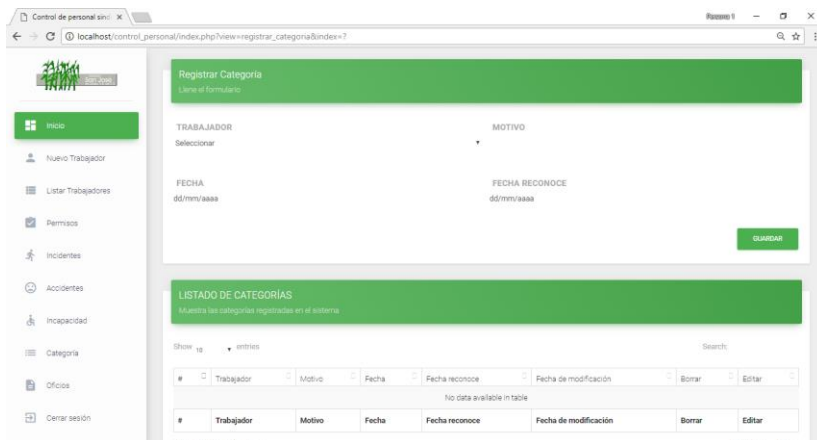 Control de personal sind
localhost/control_personal/index.php?view=registrar_categoria&index=?
San José
Inicio
Nuevo Trabajador
Listar Trabajadores
Permisos
Incidentes
Accidentes
Incapacidad
Categoría
Oficios
Cerrar sesión
Registrar Categoría
Llene el formulario
TRABAJADOR MOTIVO
Seleccionar
FECHA FECHA RECONOCE
dd/mm/aaaa dd/mm/aaaa
GUARDAR
LISTADO DE CATEGORÍAS
Muestra las categorías registradas en el sistema
Show 10 entries Search:
# Trabajador Motivo Fecha Fecha reconoce Fecha de modificación Borrar Editar
No data available in table
# Trabajador Motivo Fecha Fecha reconoce Fecha de modificación Borrar Editar